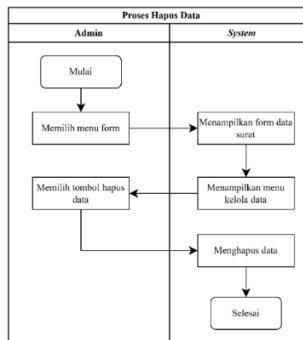 Proses Hapus Data
Admin
System
Mulai
Memilih menu form
Menampilkan form data
surat
Menampilkan menu
kelola data
Memilih tombol hapus
data
Menghapus data
Selesai